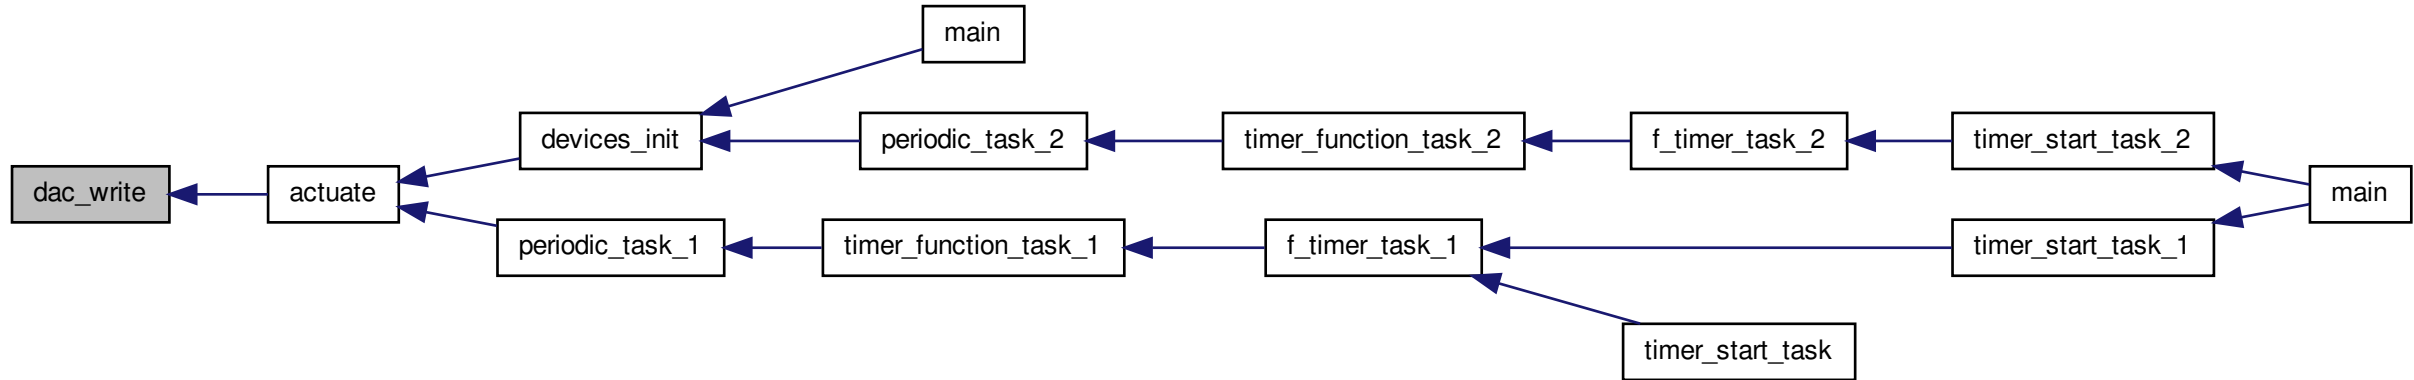 main
devices_init
periodic_task_2
timer_function_task_2
f_timer_task_2
timer_start_task_2
dac_write
actuate
main
periodic_task_1
timer_function_task_1
f_timer_task_1
timer_start_task_1
timer_start_task